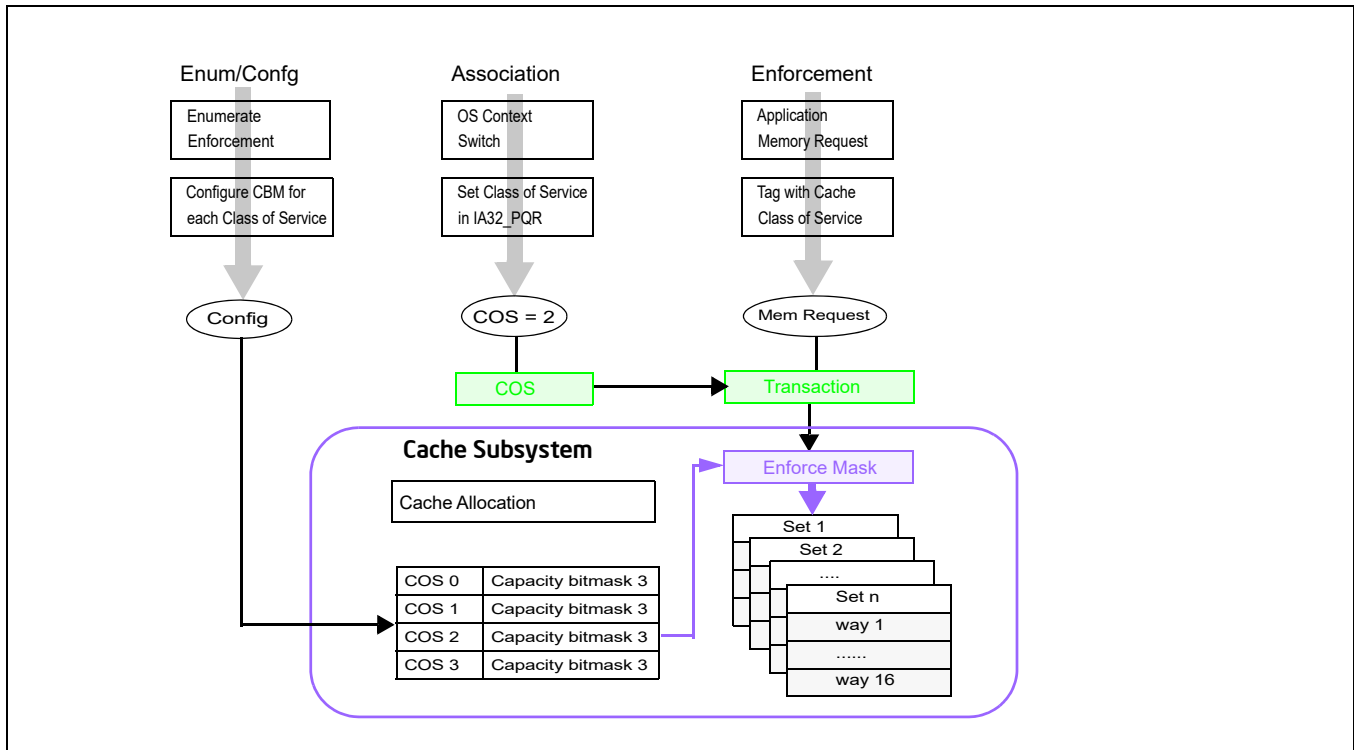 Enum/Confg
Association
Enforcement
Enumerate
Enforcement
OS Context
Switch
Application
Memory Request
Configure CBM for
each Class of Service
Set Class of Service
in IA32_PQR
Tag with Cache
Class of Service
Config
COS = 2
Mem Request
COS
Transaction
Cache Subsystem
Enforce Mask
Cache Allocation
Set 1
Set 2
....
Set n
way 1
......
way 16
COS 0 Capacity bitmask 3
COS 1 Capacity bitmask 3
COS 2 Capacity bitmask 3
COS 3 Capacity bitmask 3